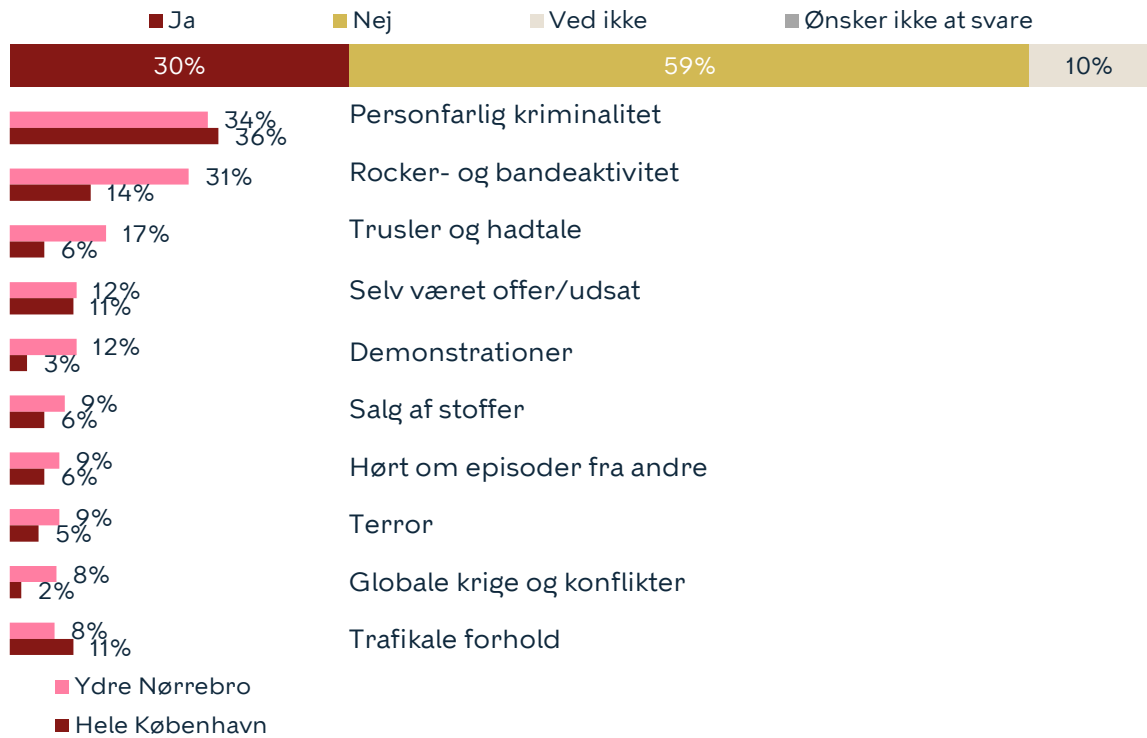 Ja Nej Ved ikke Ønsker ikke at svare
30% 59% 10%
34% Personfarlig kriminalitet
36%
31% Rocker- og bandeaktivitet
14%
17% Trusler og hadtale
6%
12% Selv været offer/udsat
11%
12% Demonstrationer
3%
9% Salg af stoffer
6%
9% Hørt om episoder fra andre
6%
9% Terror
5%
8% Globale krige og konflikter
2%
8% Trafikale forhold
11%
Ydre Nørrebro
Hele København